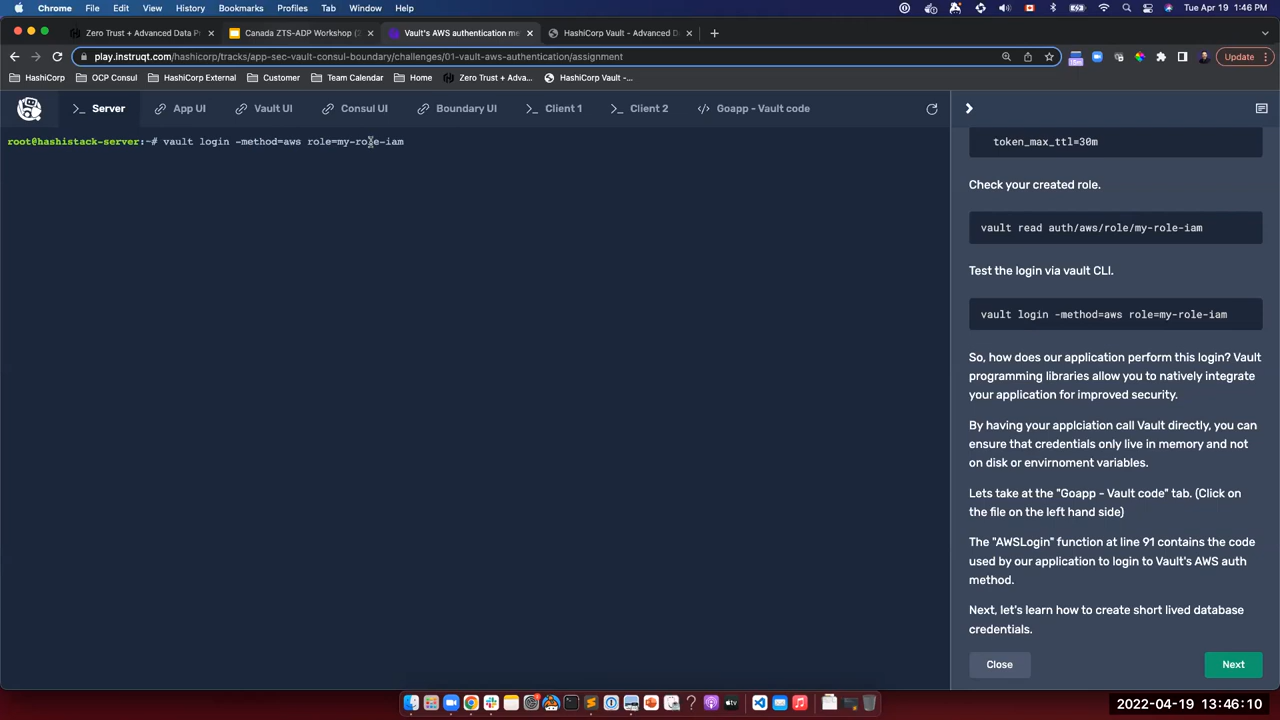 Chrome File Edit View History Bookmarks Profiles Tab Window Help Tue Apr 19 1:46 PM
Zero Trust + Advanced Data Pr
Canada ZTS-ADP Workshop (2
Vault's AWS authentication me
HashiCorp Vault - Advanced D
play.instruqt.com/hashicorp/tracks/app-sec-vault-consul-boundary/challenges/01-vault-aws-authentication/assignment
15m
Update
HashiCorp OCP Consul HashiCorp External Customer Team Calendar Home Zero Trust + Adva... HashiCorp Vault -...
Server App UI Vault UI Consul UI Boundary UI Client 1 Client 2 Goapp - Vault code
root@hashistack-server:~# vault login -method=aws role=my-role-iam
token_max_ttl=30m
Check your created role.
vault read auth/aws/role/my-role-iam
Test the login via vault CLI.
vault login -method=aws role=my-role-iam
So, how does our application perform this login? Vault
programming libraries allow you to natively integrate
your application for improved security.
By having your applciation call Vault directly, you can
ensure that credentials only live in memory and not
on disk or envirnoment variables.
Lets take at the "Goapp - Vault code" tab. (Click on
the file on the left hand side)
The "AWSLogin" function at line 91 contains the code
used by our application to login to Vault's AWS auth
method.
Next, let's learn how to create short lived database
credentials.
Close
Next
2022-04-19 13:46:10